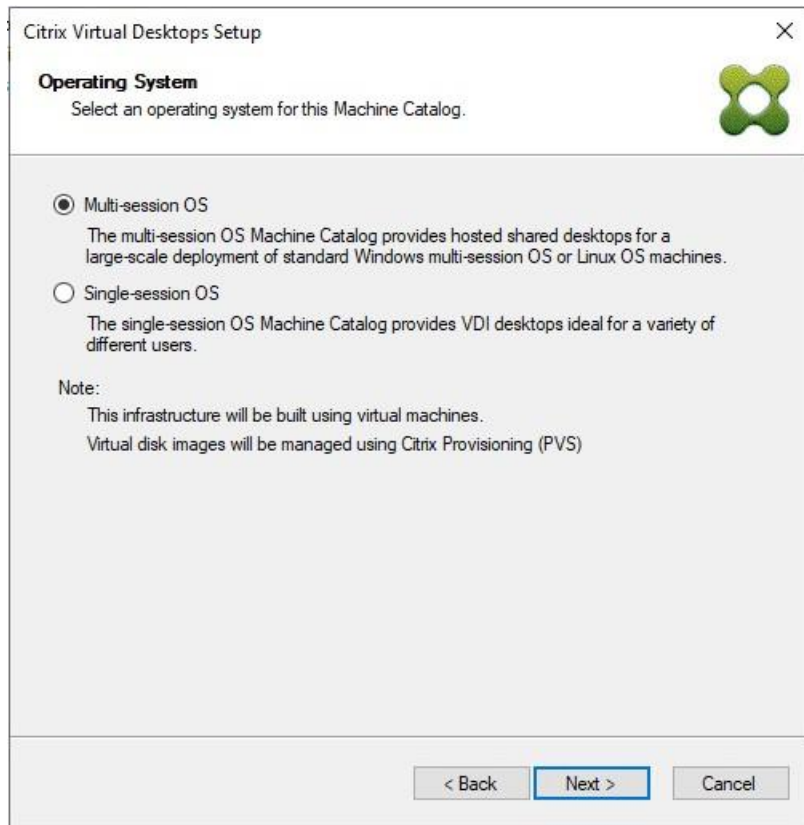 Citrix Virtual Desktops Setup
Operating System
Select an operating system for this Machine Catalog.
Multi-session OS
The multi-session OS Machine Catalog provides hosted shared desktops for a
large-scale deployment of standard Windows multi-session OS or Linux OS machines.
Single-session OS
The single-session OS Machine Catalog provides VDI desktops ideal for a variety of
different users.
Note:
This infrastructure will be built using virtual machines.
Virtual disk images will be managed using Citrix Provisioning (PVS)
< Back
Next >
Cancel